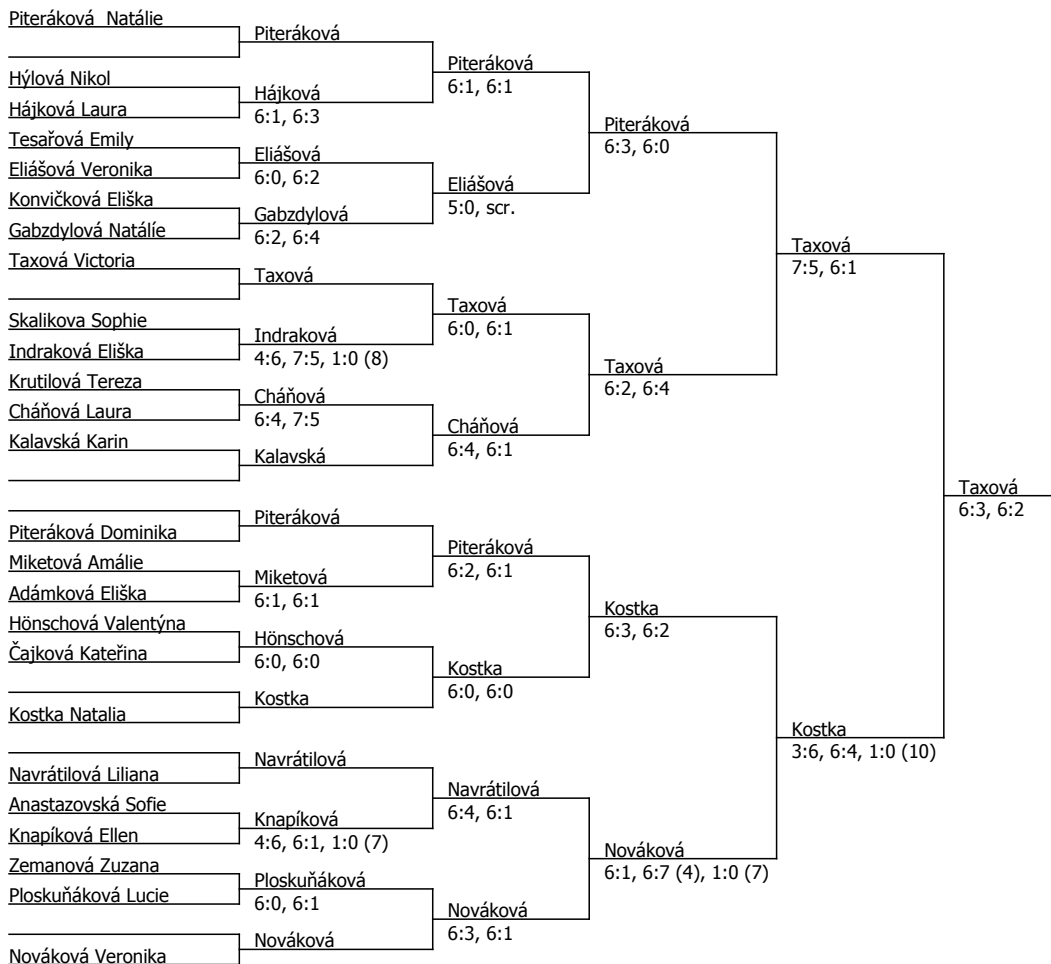 Piteráková  Natálie
Hýlová Nikol
Hájková Laura
Tesařová Emily
Eliášová Veronika
Konvičková Eliška
Gabzdylová Natálíe
Taxová Victoria
Skalikova Sophie
Indraková Eliška
Krutilová Tereza
Cháňová Laura
Kalavská Karin
Piteráková Dominika
Miketová Amálie
Adámková Eliška
Hönschová Valentýna
Čajková Kateřina
Kostka Natalia
Navrátilová Liliana
Anastazovská Sofie
Knapíková Ellen
Zemanová Zuzana
Ploskuňáková Lucie
Nováková Veronika
Piteráková
Hájková
6:1, 6:3
Eliášová
6:0, 6:2
Gabzdylová
6:2, 6:4
Taxová
Indraková
4:6, 7:5, 1:0 (8)
Cháňová
6:4, 7:5
Kalavská
Piteráková
Miketová
6:1, 6:1
Hönschová
6:0, 6:0
Kostka
Navrátilová
Knapíková
4:6, 6:1, 1:0 (7)
Ploskuňáková
6:0, 6:1
Nováková
Piteráková
6:1, 6:1
Eliášová
5:0, scr.
Taxová
6:0, 6:1
Cháňová
6:4, 6:1
Piteráková
6:2, 6:1
Kostka
6:0, 6:0
Navrátilová
6:4, 6:1
Nováková
6:3, 6:1
Piteráková
6:3, 6:0
Taxová
6:2, 6:4
Kostka
6:3, 6:2
Nováková
6:1, 6:7 (4), 1:0 (7)
Taxová
7:5, 6:1
Kostka
3:6, 6:4, 1:0 (10)
Taxová
6:3, 6:2